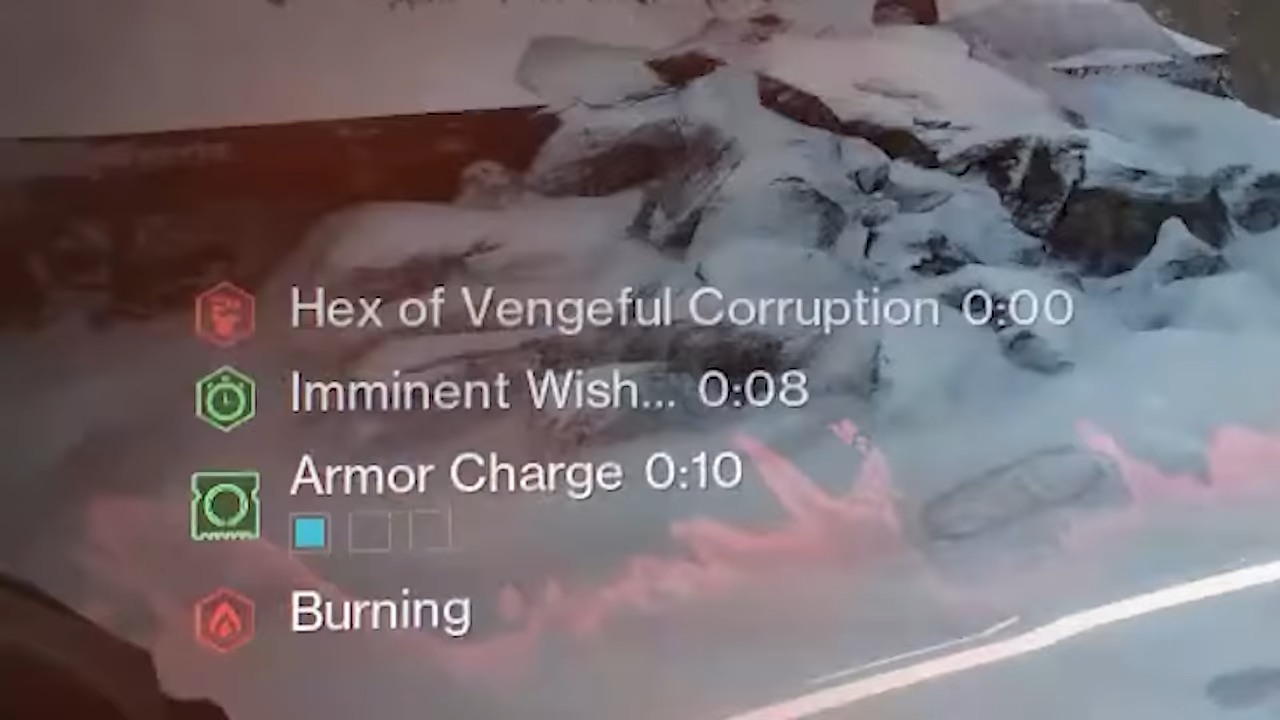 Hex of Vengeful Corruption 0:00
Imminent Wish... 0:08
Armor Charge 0:10
Burning